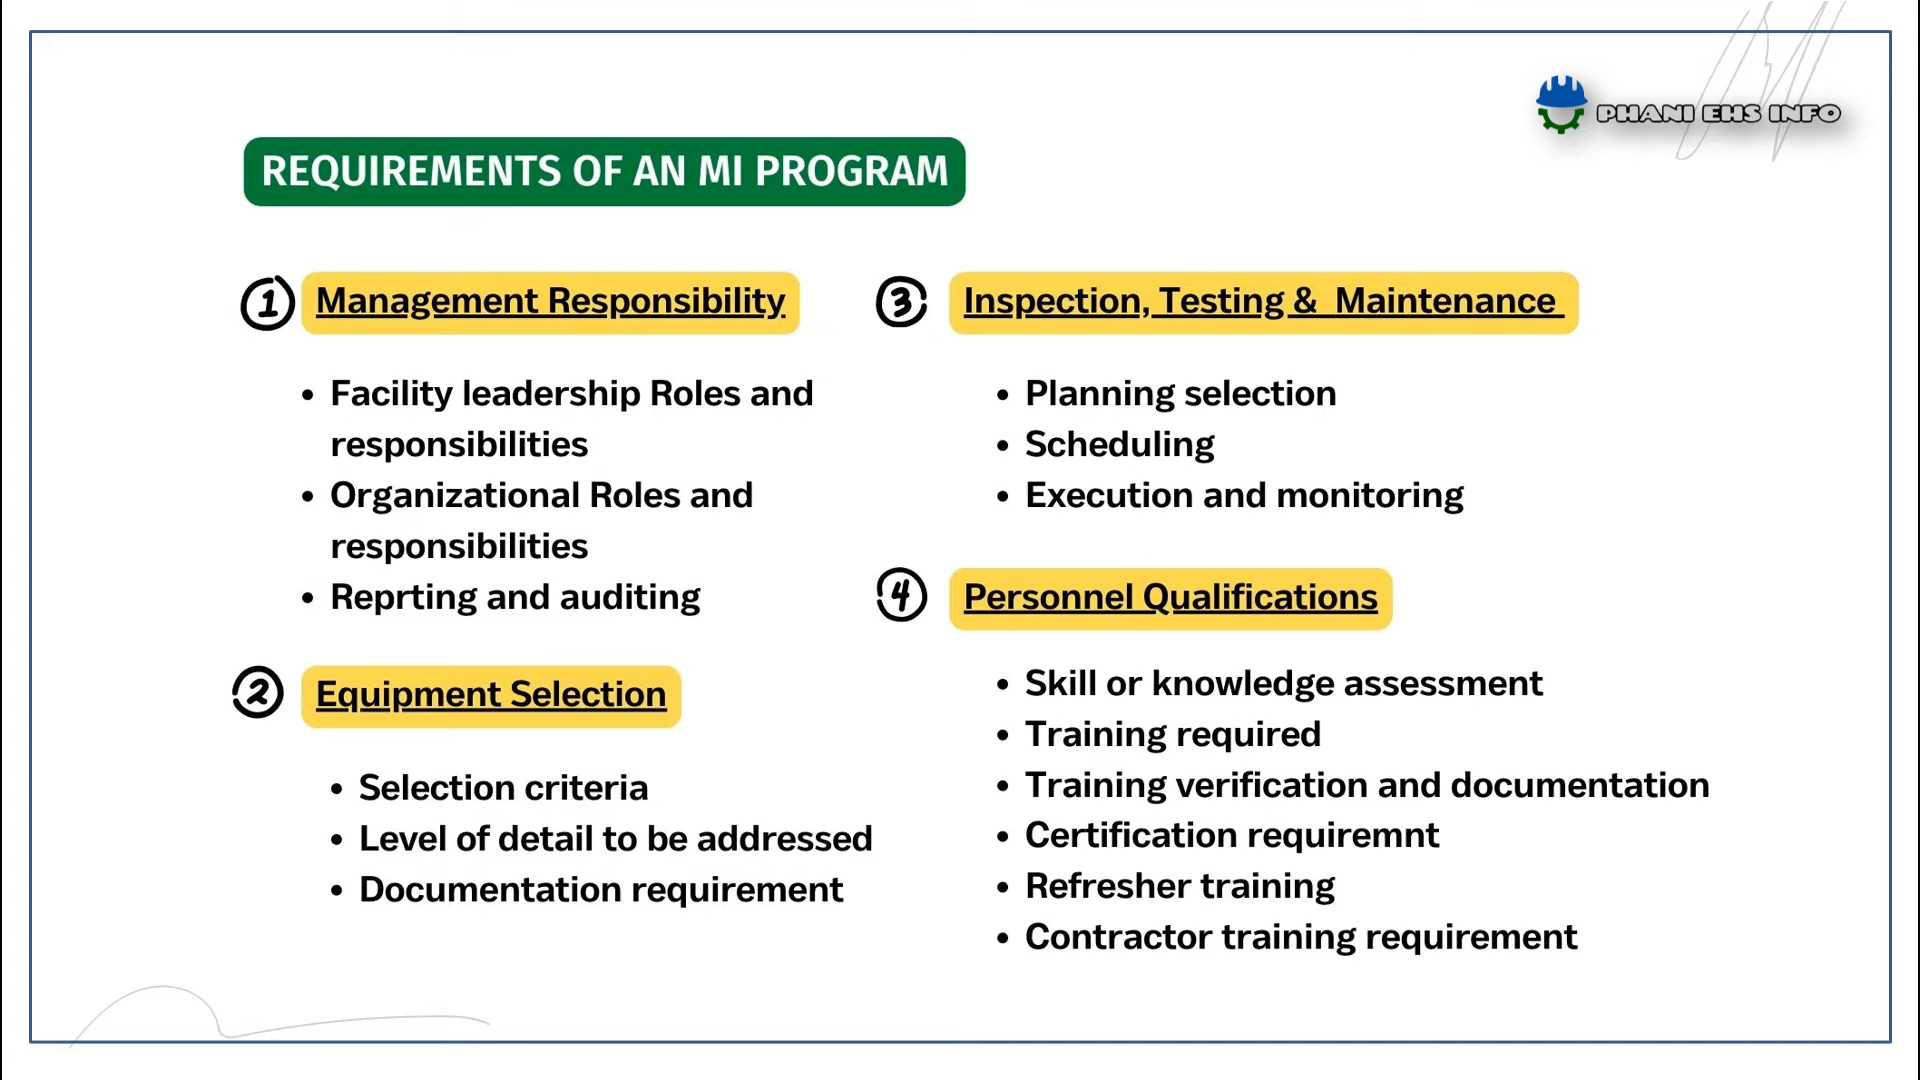 PHANI EHS INFO
REQUIREMENTS OF AN MI PROGRAM
1 Management Responsibility
• Facility leadership Roles and
responsibilities
• Organizational Roles and
responsibilities
• Reprting and auditing
2 Equipment Selection
• Selection criteria
• Level of detail to be addressed
• Documentation requirement
3 Inspection, Testing & Maintenance
• Planning selection
• Scheduling
• Execution and monitoring
4 Personnel Qualifications
• Skill or knowledge assessment
• Training required
• Training verification and documentation
• Certification requiremnt
• Refresher training
• Contractor training requirement